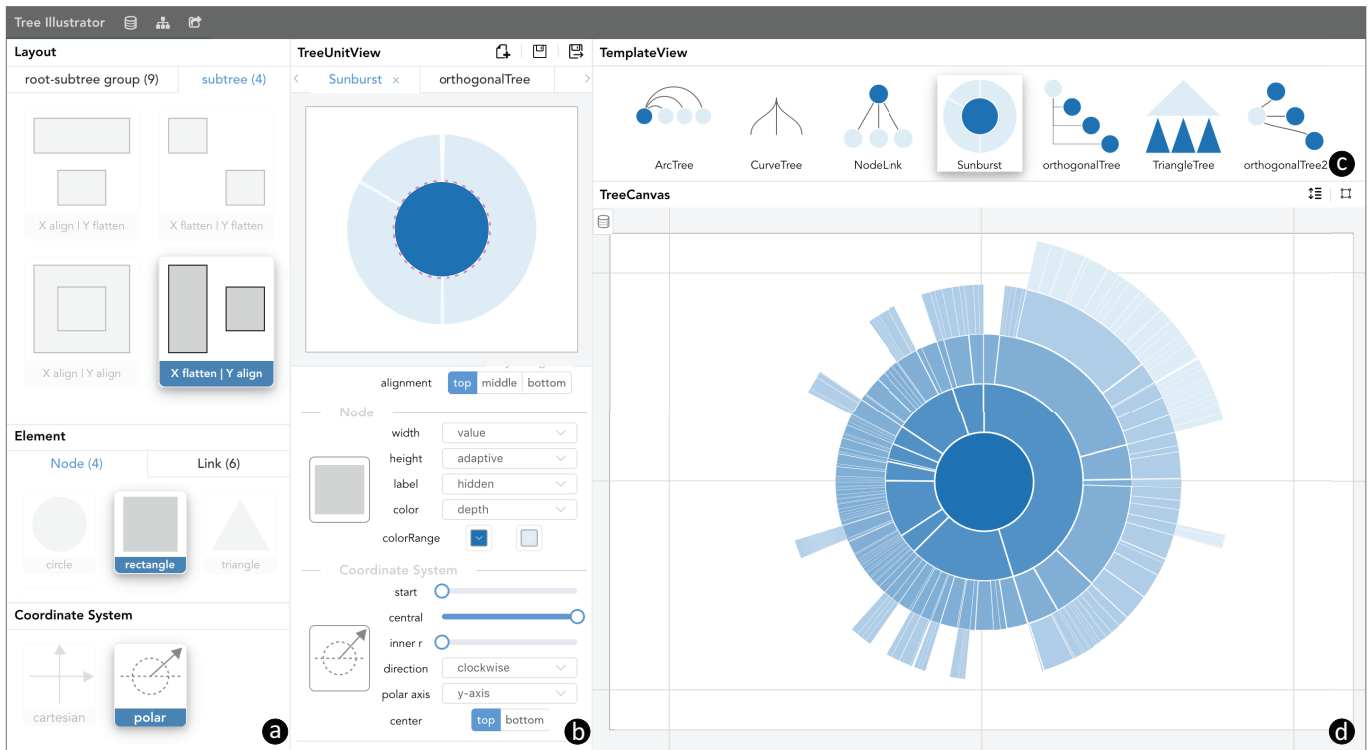 Tree Illustrator
Layout
root-subtree group (9)
subtree (4)
X align | Y flatten
X flatten | Y flatten
X align | Y align
X flatten | Y align
Element
Node (4)
Link (6)
circle
rectangle
triangle
Coordinate System
cartesian
polar
a
TreeUnitView
Sunburst ×
orthogonalTree
alignment
top
middle
bottom
Node
width
value
height
adaptive
label
hidden
color
depth
colorRange
Coordinate System
start
central
inner r
direction
clockwise
polar axis
y-axis
center
top
bottom
b
TemplateView
ArcTree
CurveTree
NodeLink
Sunburst
orthogonalTree
TriangleTree
orthogonalTree2
c
TreeCanvas
d